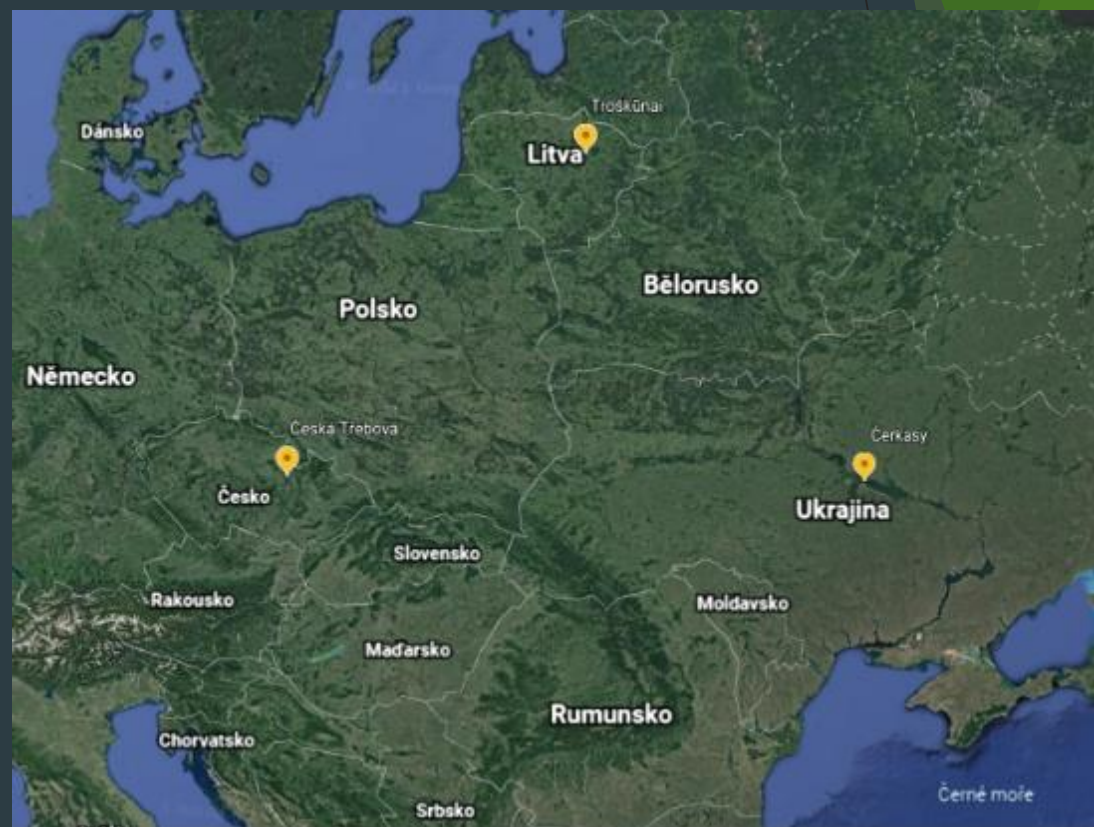 Troškūnai
Dánsko
Litva
Bělorusko
Polsko
Německo
Česká Třebová
Čerkasy
Česko
Ukrajina
Slovensko
Rakousko
Moldavsko
Maďarsko
Rumunsko
Chorvatsko
Černé moře
Srbsko